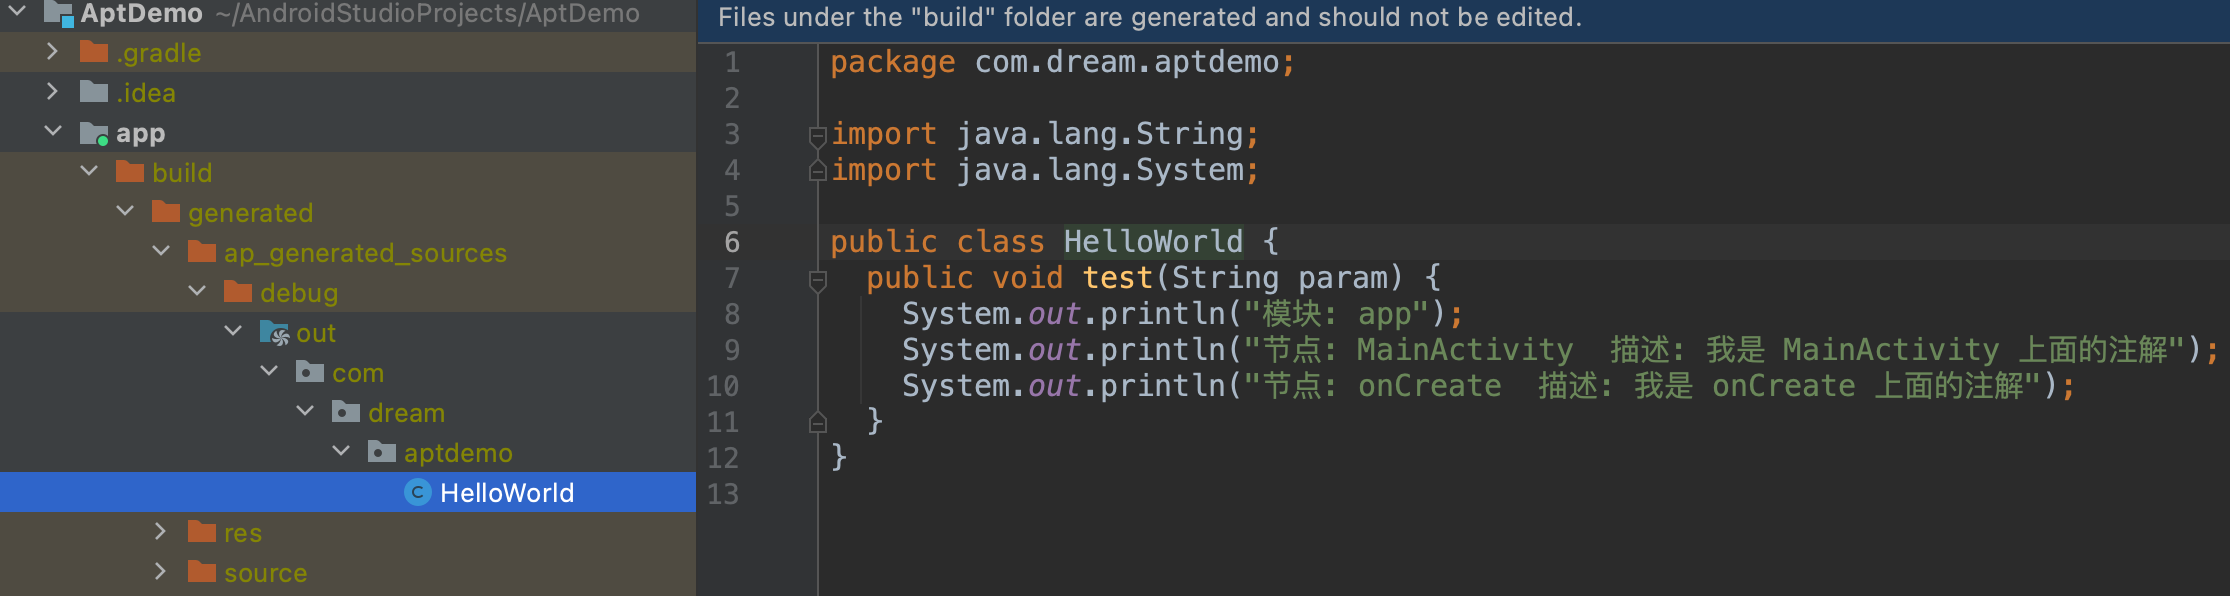 AptDemo ~/AndroidStudioProjects/AptDemo
.gradle
.idea
app
build
generated
ap_generated_sources
debug
out
com
dream
aptdemo
C HelloWorld
res
source
Files under the "build" folder are generated and should not be edited.
1 package com.dream.aptdemo;
2
3 import java.lang.String;
4 import java.lang.System;
5
6 public class HelloWorld {
7   public void test(String param) {
8     System.out.println("模块: app");
9     System.out.println("节点: MainActivity  描述: 我是 MainActivity 上面的注解");
10     System.out.println("节点: onCreate  描述: 我是 onCreate 上面的注解");
11   }
12 }
13